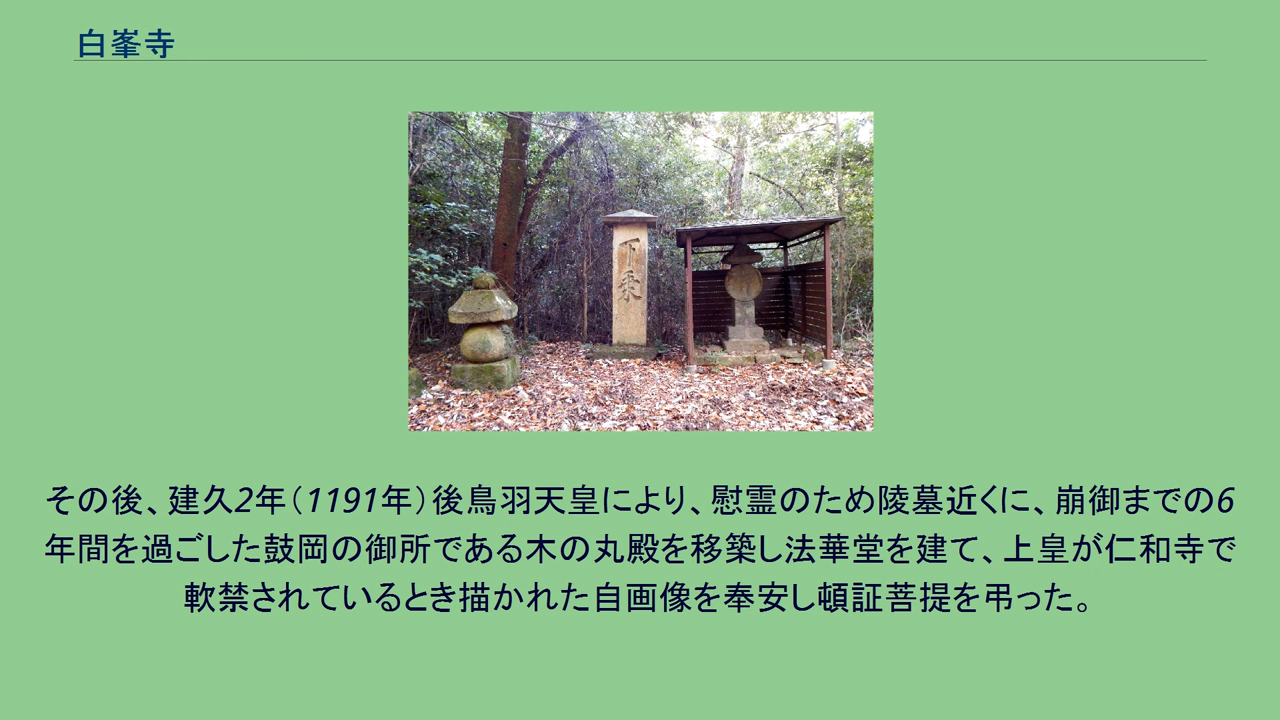 白峯寺
下乗
その後、建久2年（1191年）後鳥羽天皇により、慰霊のため陵墓近くに、崩御までの6
年間を過ごした鼓岡の御所である木の丸殿を移築し法華堂を建て、上皇が仁和寺で
軟禁されているとき描かれた自画像を奉安し頓証菩提を弔った。